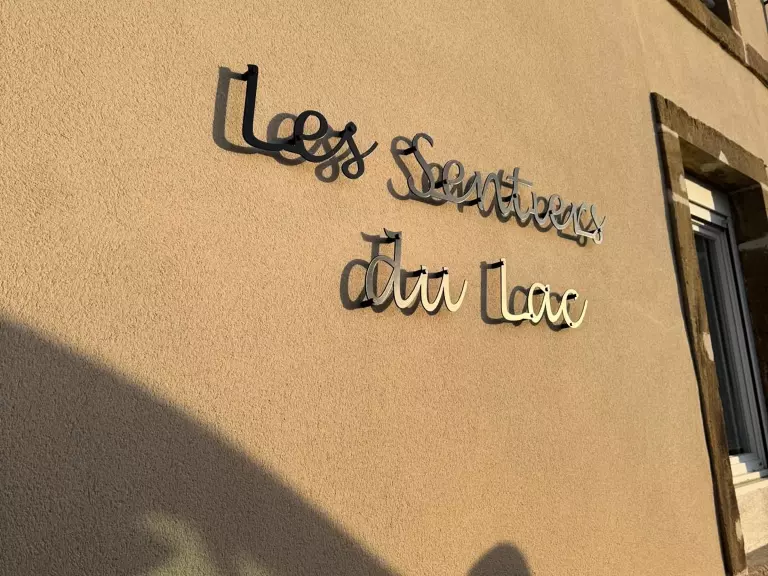 Les Sentiers
du Lac